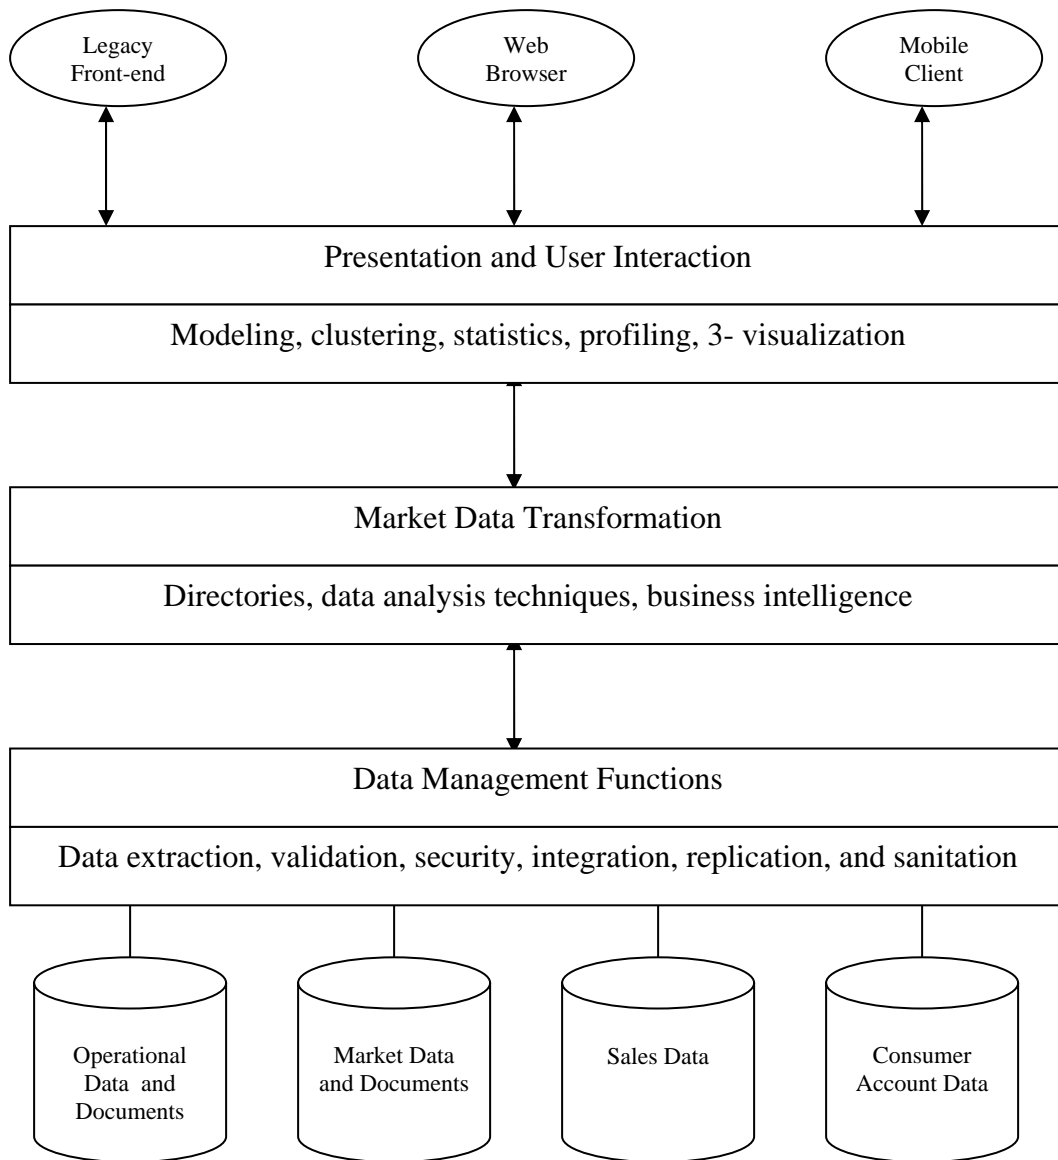 Legacy
Front-end
Web
Browser
Mobile
Client
Presentation and User Interaction
Modeling, clustering, statistics, profiling, 3- visualization
Market Data Transformation
Directories, data analysis techniques, business intelligence
Data Management Functions
Data extraction, validation, security, integration, replication, and sanitation
Operational
Data and
Documents
Market Data
and Documents
Sales Data
Consumer
Account Data